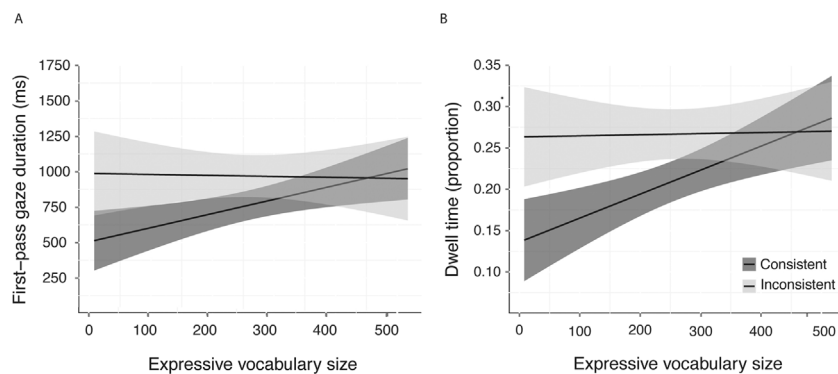 A
First–pass gaze duration (ms)
1750
1500
1250
1000
750
500
250
0 100 200 300 400 500
Expressive vocabulary size
B
Dwell time (proportion)
0.35
0.30
0.25
0.20
0.15
0.10
Consistent
Inconsistent
0 100 200 300 400 500
Expressive vocabulary size